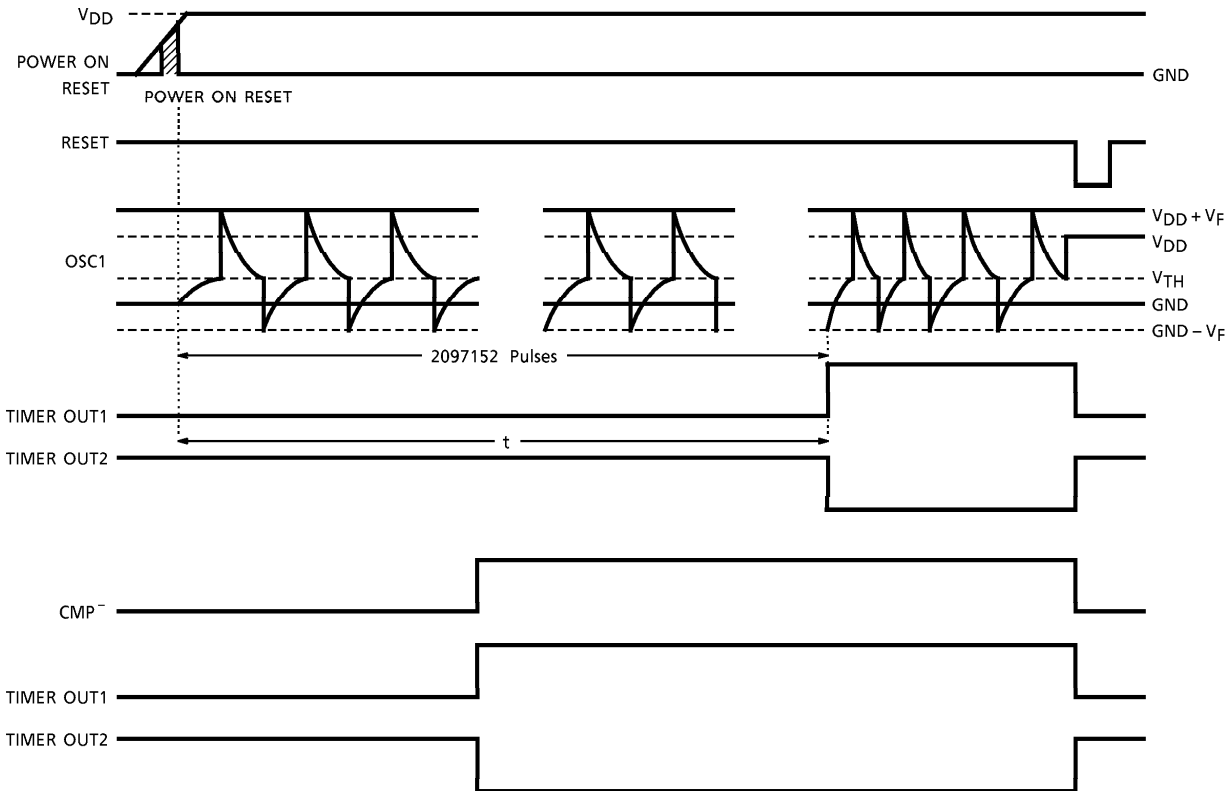 VDD
POWER ON
RESET
GND
POWER ON RESET
RESET
OSC1
VDD + VF
VDD
VTH
GND
GND – VF
2097152 Pulses
TIMER OUT1
t
TIMER OUT2
CMP–
TIMER OUT1
TIMER OUT2